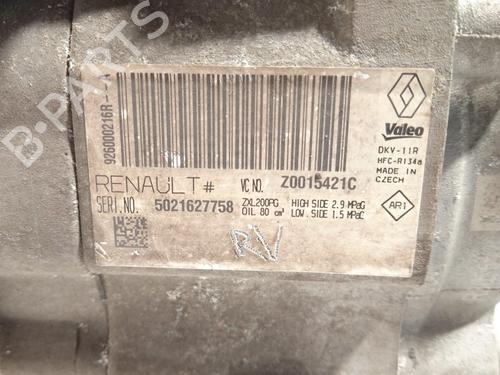 B-PARTS
926000216R--A
Valeo
DKV-11R
HFC-R134a
MADE IN
CZECH
RENAULT#
VC NO. Z0015421C
SERI.NO. 5021627758
ZXL200PG
OIL 80 cm³
HIGH SIDE 2.9 MPaG
LOW SIDE 1.5 MPaG
AR1
RV